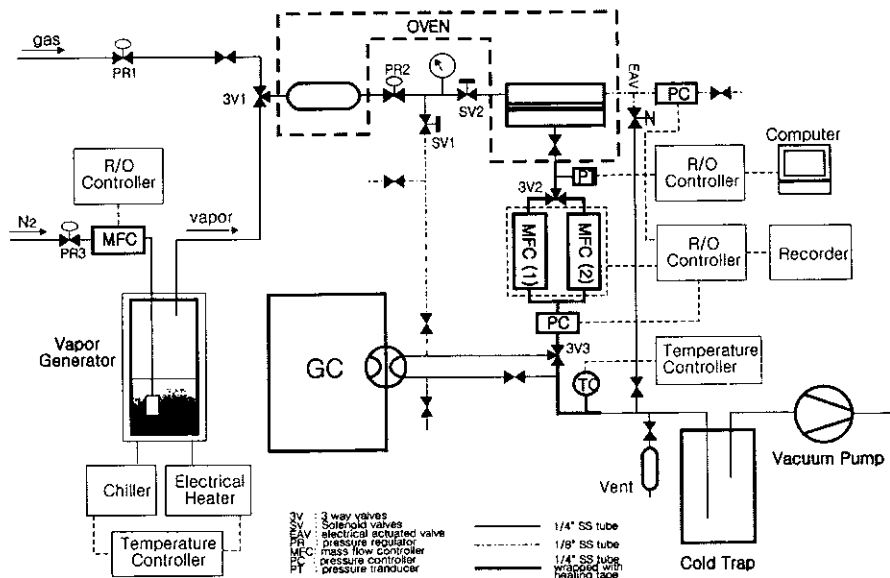 gas
OVEN
PR1
3V1
PR2
SV2
SV1
EAV
PC
Computer
R/O
Controller
N2
vapor
MFC
PR3
PT
R/O
Controller
3V2
MFC (1)
MFC (2)
R/O
Controller
Recorder
Vapor
Generator
PC
3V3
GC
TC
Temperature
Controller
Vacuum Pump
Chiller
Electrical
Heater
Vent
Temperature
Controller
Cold Trap
3V : 3 way valves
SV : Solenoid valves
EAV : electrical actuated valve
PR : pressure regulator
MFC : mass flow controller
PC : pressure controller
PT : pressure tranducer
1/4" SS tube
1/8" SS tube
1/4" SS tube
wrapped with
heating tape